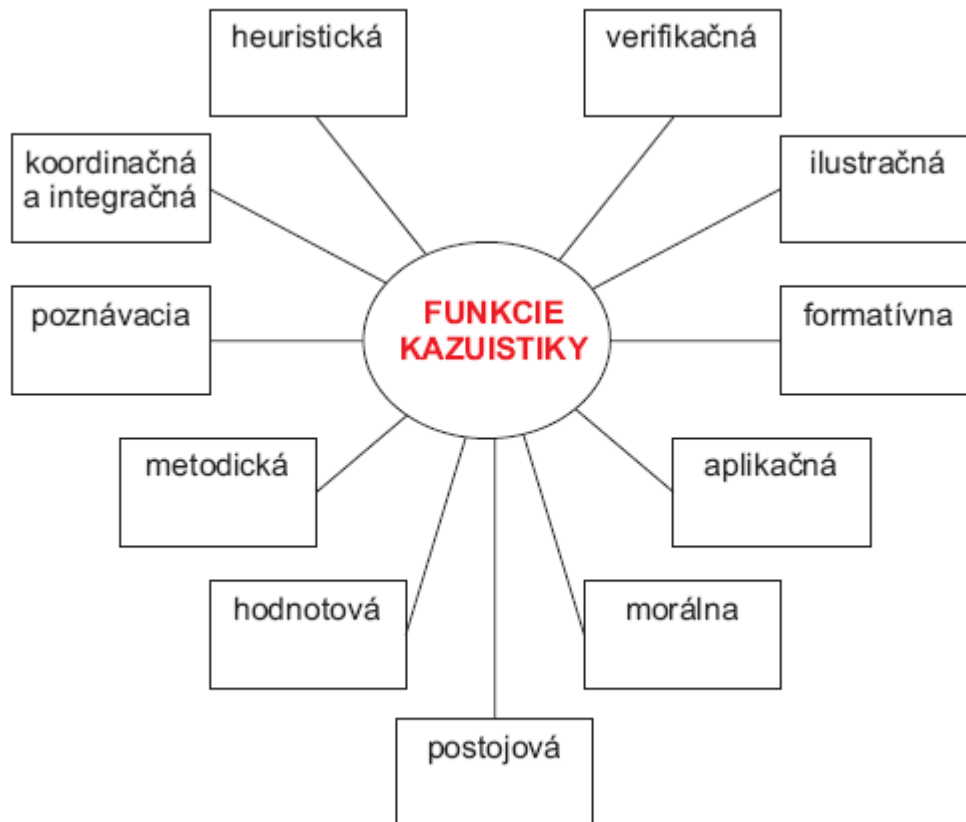 heuristická
verifikačná
koordinačná
a integračná
ilustračná
poznávacia
FUNKCIE
KAZUISTIKY
formatívna
metodická
aplikačná
hodnotová
morálna
postojová